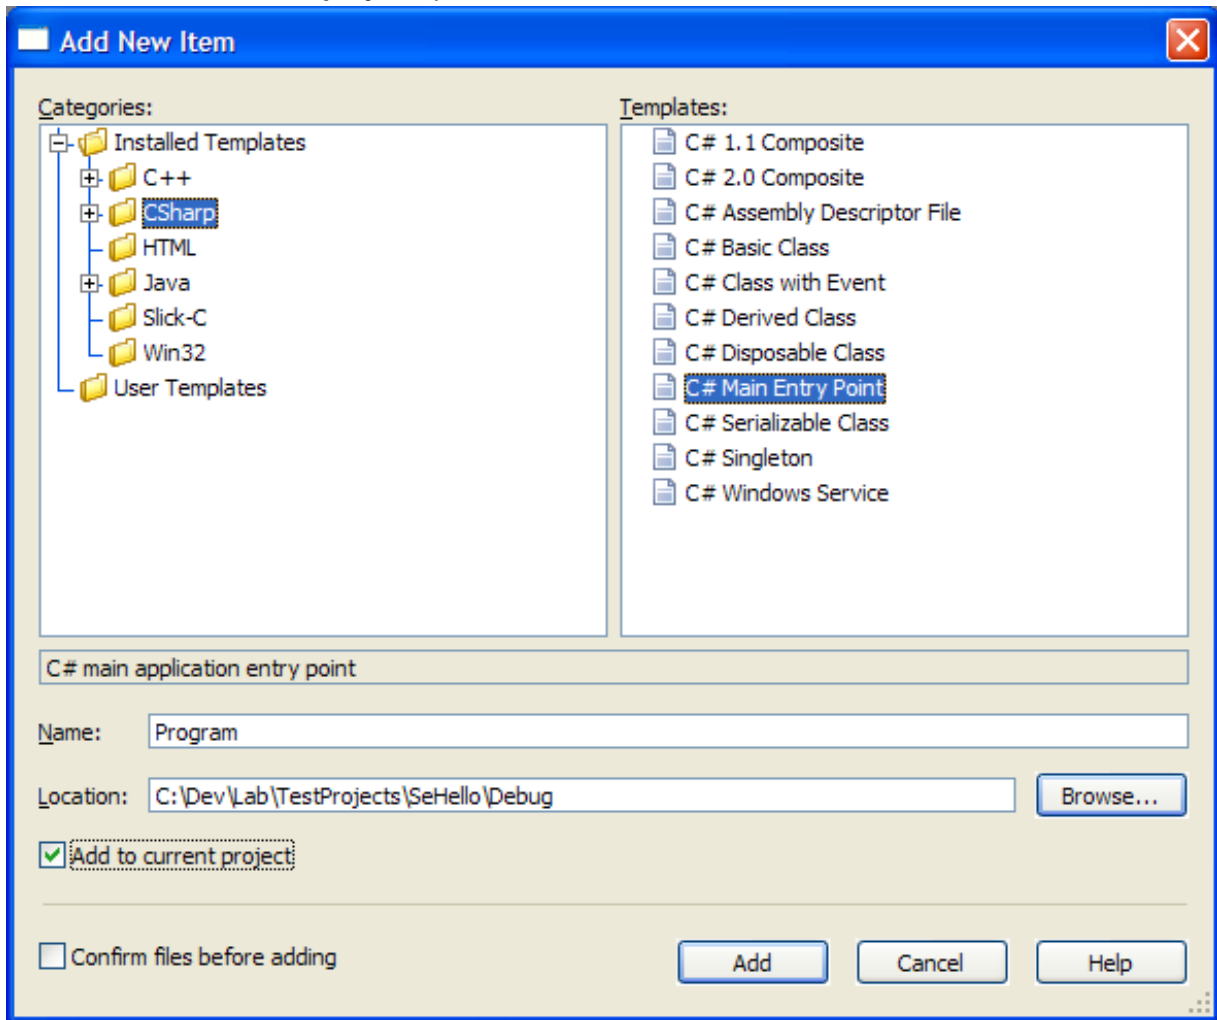 Add New Item
Categories:
Installed Templates
C++
CSharp
HTML
Java
Slick-C
Win32
User Templates
Templates:
C# 1.1 Composite
C# 2.0 Composite
C# Assembly Descriptor File
C# Basic Class
C# Class with Event
C# Derived Class
C# Disposable Class
C# Main Entry Point
C# Serializable Class
C# Singleton
C# Windows Service
C# main application entry point
Name: Program
Location: C:\Dev\Lab\TestProjects\SeHello\Debug Browse...
Add to current project
Confirm files before adding Add Cancel Help